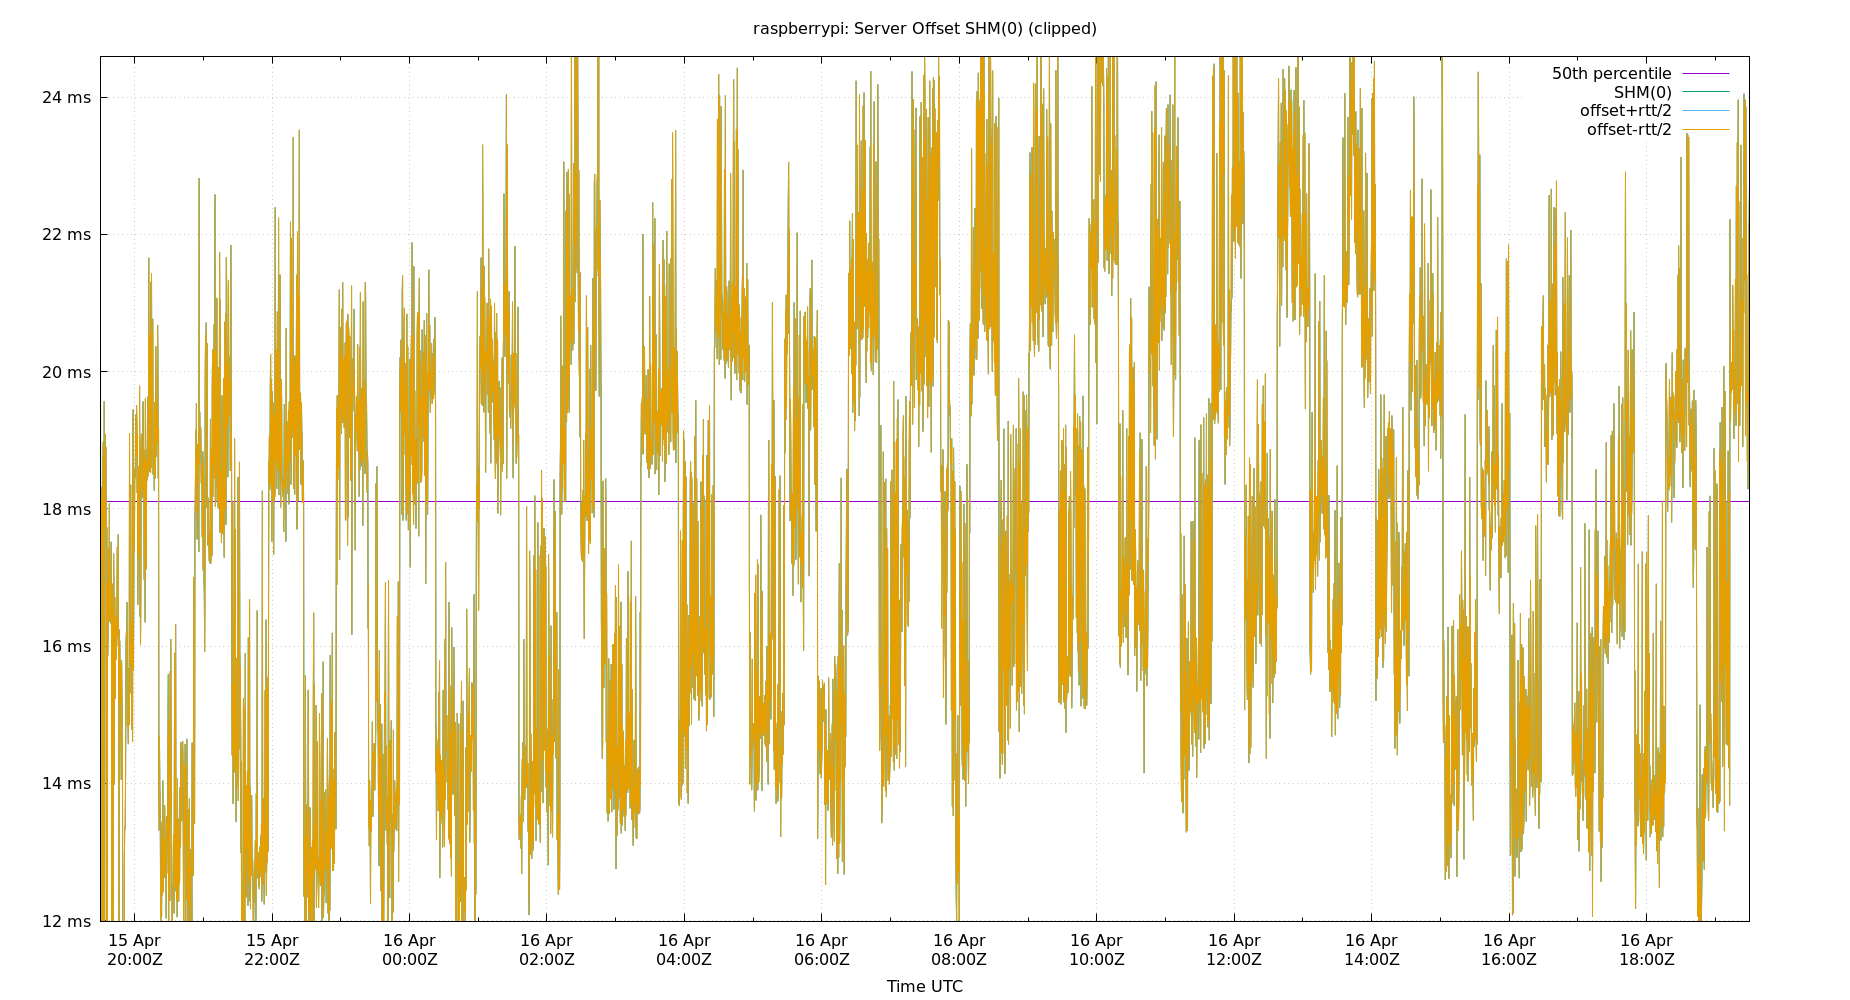 raspberrypi: Server Offset SHM(0) (clipped)
50th percentile
SHM(0)
offset+rtt/2
offset-rtt/2
24 ms
22 ms
20 ms
18 ms
16 ms
14 ms
12 ms
15 Apr 15 Apr 16 Apr 16 Apr 16 Apr 16 Apr 16 Apr 16 Apr 16 Apr 16 Apr 16 Apr 16 Apr
20:00Z 22:00Z 00:00Z 02:00Z 04:00Z 06:00Z 08:00Z 10:00Z 12:00Z 14:00Z 16:00Z 18:00Z
Time UTC